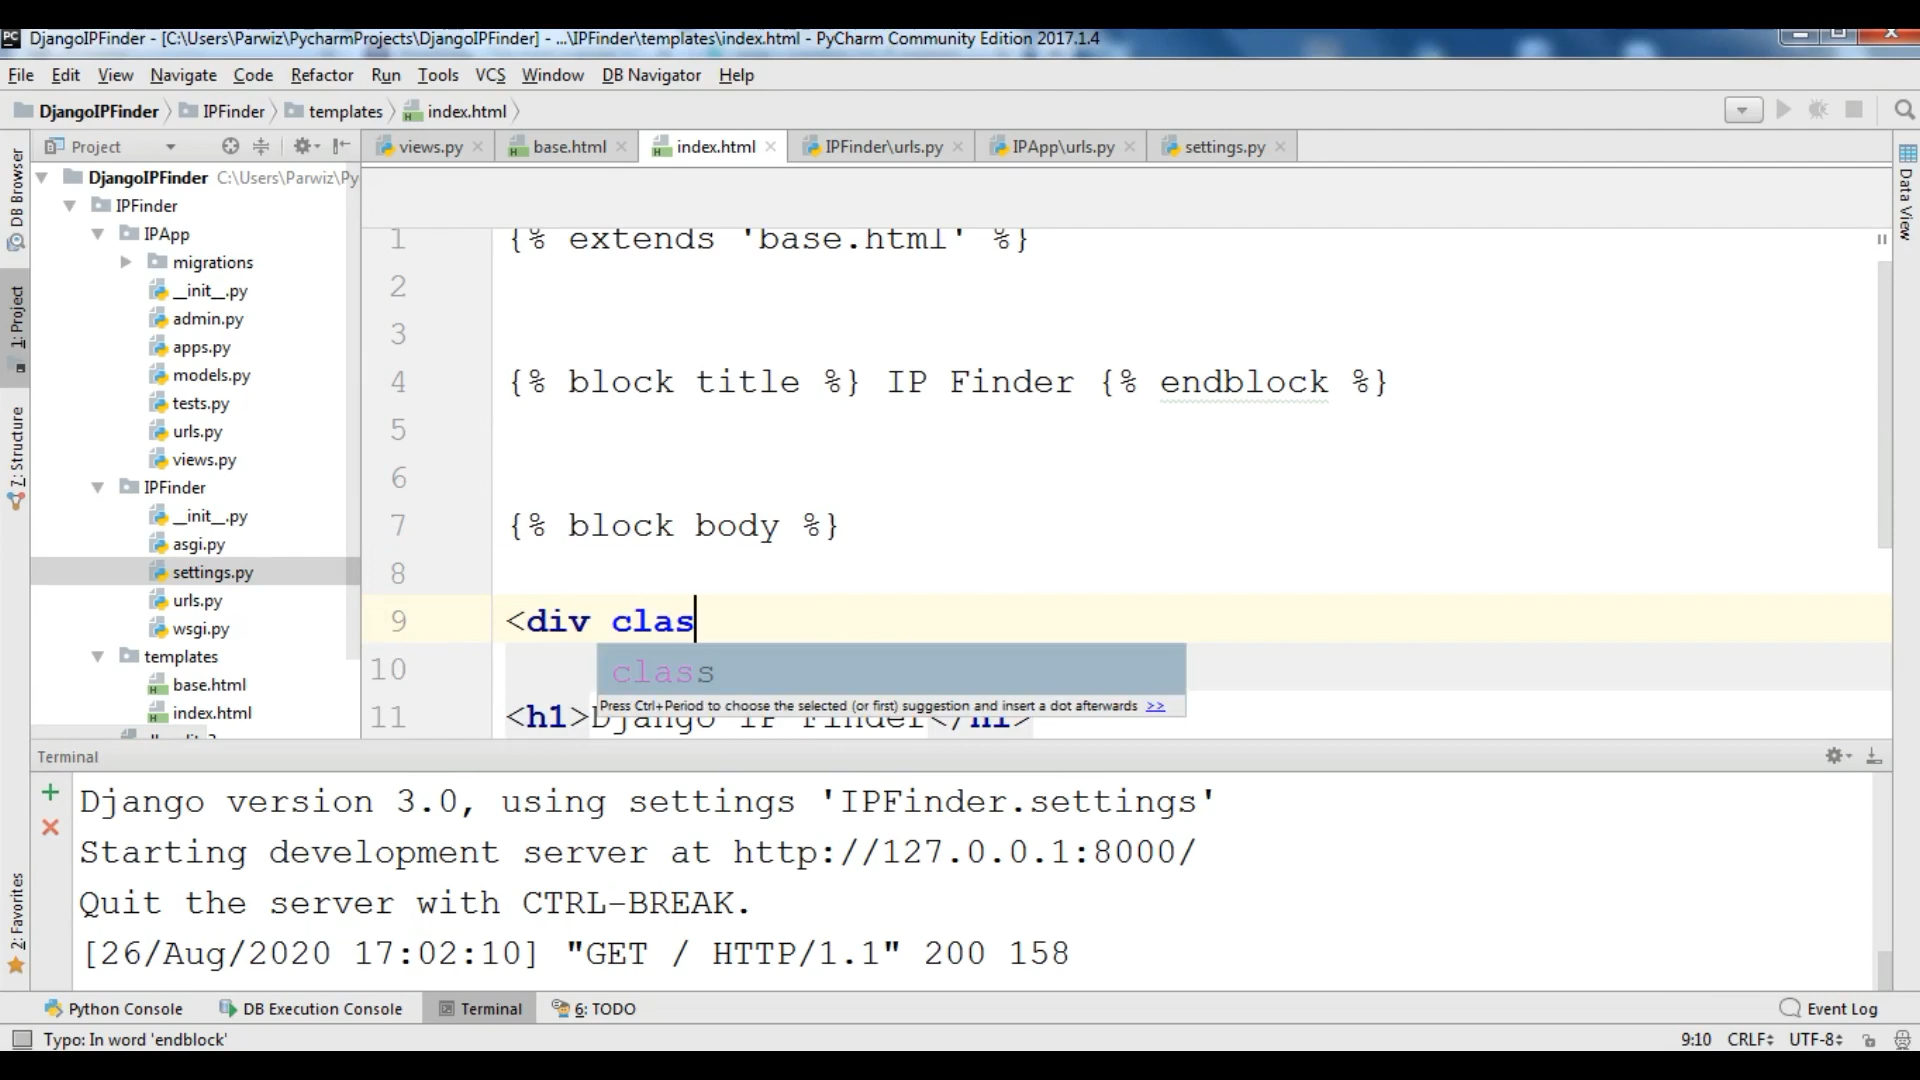 PC DjangoIPFinder - [C:\Users\Parwiz\PycharmProjects\DjangoIPFinder] - ...\IPFinder\templates\index.html - PyCharm Community Edition 2017.1.4
File Edit View Navigate Code Refactor Run Tools VCS Window DB Navigator Help
DjangoIPFinder IPFinder templates index.html
Project views.py base.html index.html IPFinder\urls.py IPApp\urls.py settings.py
DB Browser
1: Project
7: Structure
2: Favorites
DjangoIPFinder C:\Users\Parwiz\Py
IPFinder
IPApp
migrations
__init__.py
admin.py
apps.py
models.py
tests.py
urls.py
views.py
IPFinder
__init__.py
asgi.py
settings.py
urls.py
wsgi.py
templates
base.html
index.html
1 {% extends 'base.html' %}
2
3
4 {% block title %} IP Finder {% endblock %}
5
6
7 {% block body %}
8
9 <div clas
10
class
Press Ctrl+Period to choose the selected (or first) suggestion and insert a dot afterwards >>
11 <h1>Django IP Finder</h1>
Data View
Terminal
Django version 3.0, using settings 'IPFinder.settings'
Starting development server at http://127.0.0.1:8000/
Quit the server with CTRL-BREAK.
[26/Aug/2020 17:02:10] "GET / HTTP/1.1" 200 158
Python Console DB Execution Console Terminal 6: TODO Event Log
Typo: In word 'endblock' 9:10 CRLF UTF-8